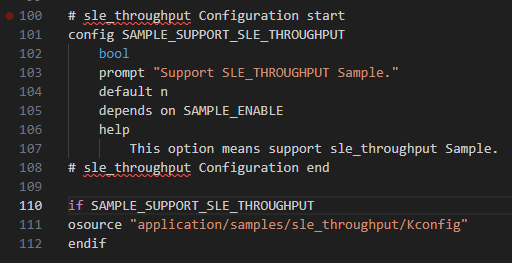 100 # sle_throughput Configuration start
101 config SAMPLE_SUPPORT_SLE_THROUGHPUT
102     bool
103     prompt "Support SLE_THROUGHPUT Sample."
104     default n
105     depends on SAMPLE_ENABLE
106     help
107         This option means support sle_throughput Sample.
108 # sle_throughput Configuration end
109
110 if SAMPLE_SUPPORT_SLE_THROUGHPUT
111 osource "application/samples/sle_throughput/Kconfig"
112 endif